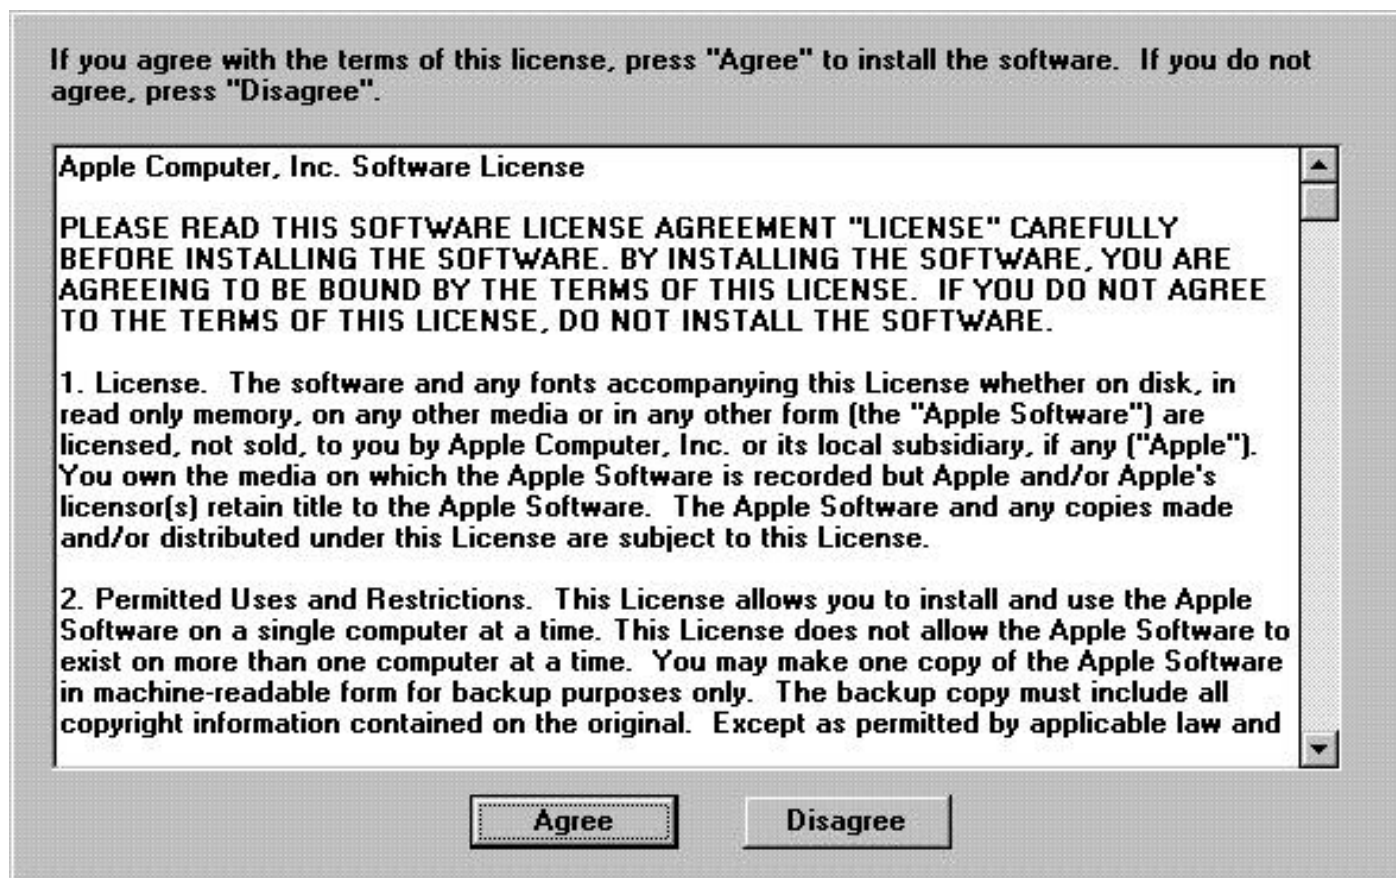 If you agree with the terms of this license, press "Agree" to install the software.  If you do not
agree, press "Disagree".
Apple Computer, Inc. Software License
PLEASE READ THIS SOFTWARE LICENSE AGREEMENT "LICENSE" CAREFULLY
BEFORE INSTALLING THE SOFTWARE. BY INSTALLING THE SOFTWARE, YOU ARE
AGREEING TO BE BOUND BY THE TERMS OF THIS LICENSE.  IF YOU DO NOT AGREE
TO THE TERMS OF THIS LICENSE, DO NOT INSTALL THE SOFTWARE.
1. License.  The software and any fonts accompanying this License whether on disk, in
read only memory, on any other media or in any other form (the "Apple Software") are
licensed, not sold, to you by Apple Computer, Inc. or its local subsidiary, if any ("Apple").
You own the media on which the Apple Software is recorded but Apple and/or Apple's
licensor(s) retain title to the Apple Software.  The Apple Software and any copies made
and/or distributed under this License are subject to this License.
2. Permitted Uses and Restrictions.  This License allows you to install and use the Apple
Software on a single computer at a time. This License does not allow the Apple Software to
exist on more than one computer at a time.  You may make one copy of the Apple Software
in machine-readable form for backup purposes only.  The backup copy must include all
copyright information contained on the original.  Except as permitted by applicable law and
Agree
Disagree